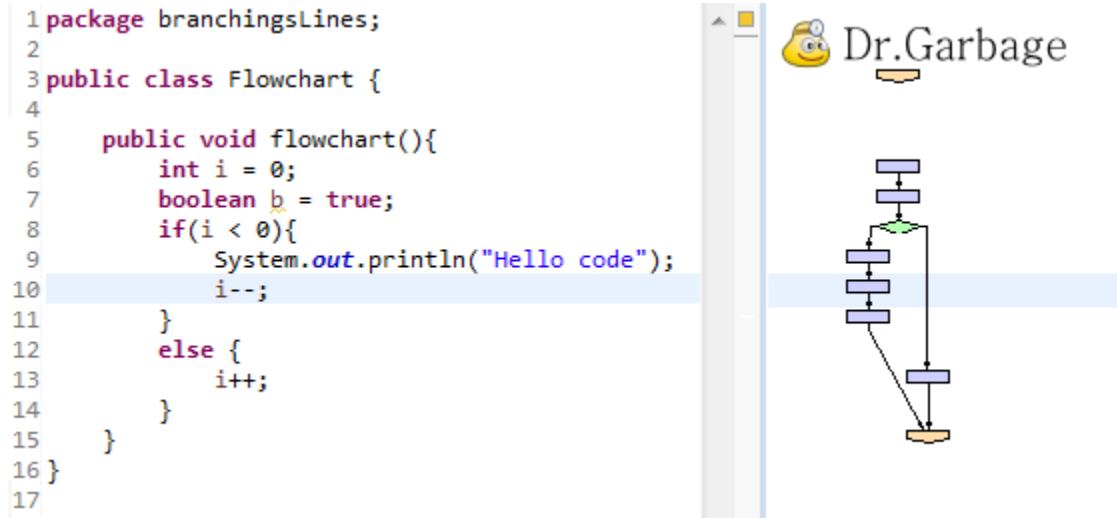 1 package branchingsLines;
2
3 public class Flowchart {
4
5     public void flowchart(){
6         int i = 0;
7         boolean b = true;
8         if(i < 0){
9             System.out.println("Hello code");
10             i--;
11         }
12         else {
13             i++;
14         }
15     }
16 }
17
Dr.Garbage